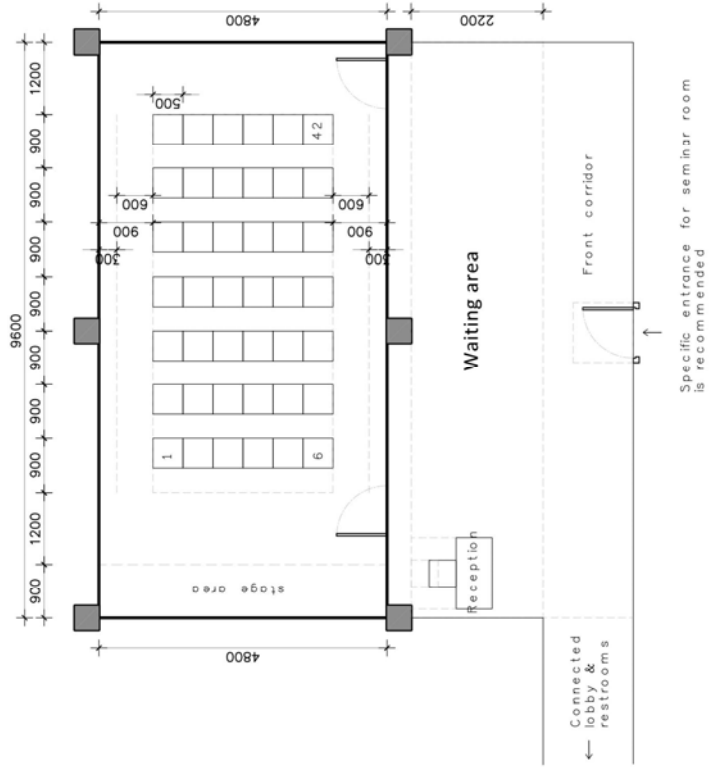 4800
2200
9600
1200
900
900
900
900
900
900
900
1200
900
500
42
600
600
900
900
300
300
1
6
stage area
4800
Waiting area
Front corridor
Reception
Specific entrance for seminar room
is recommended
Connected
lobby &
restrooms